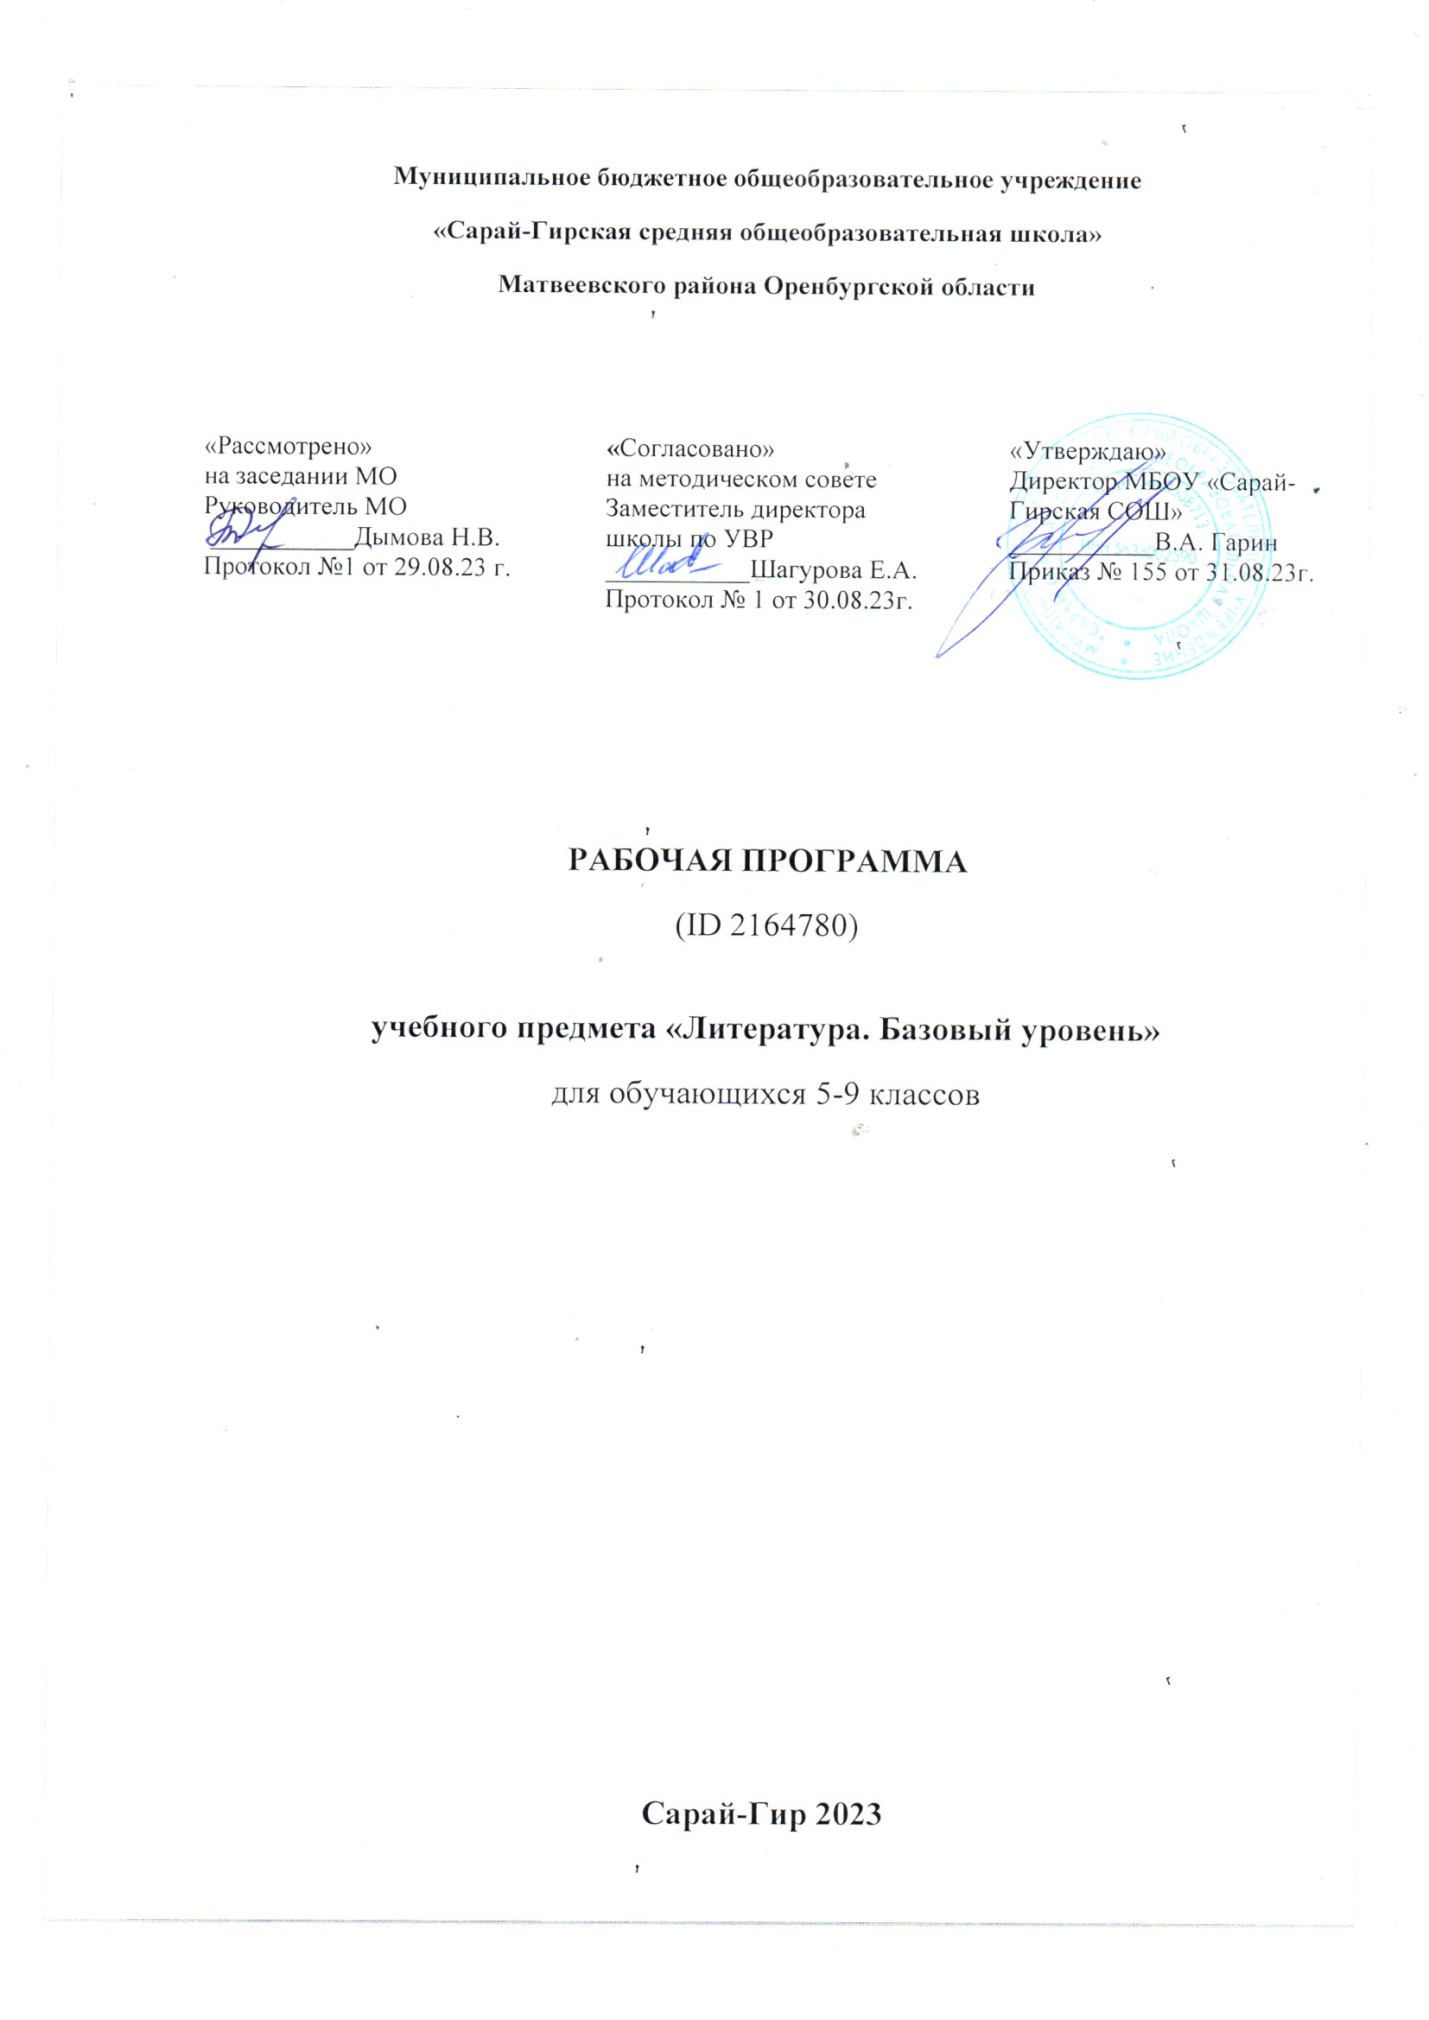 Муниципальное бюджетное общеобразовательное учреждение
«Сарай-Гирская средняя общеобразовательная школа»
Матвеевского района Оренбургской области
«Рассмотрено»
на заседании МО
Руководитель МО
___________Дымова Н.В.
Протокол №1 от 29.08.23 г.
«Согласовано»
на методическом совете
Заместитель директора
школы по УВР
___________Шагурова Е.А.
Протокол № 1 от 30.08.23г.
«Утверждаю»
Директор МБОУ «Сарай-
Гирская СОШ»
___________В.А. Гарин
Приказ № 155 от 31.08.23г.
РАБОЧАЯ ПРОГРАММА
(ID 2164780)
учебного предмета «Литература. Базовый уровень»
для обучающихся 5-9 классов
Сарай-Гир 2023